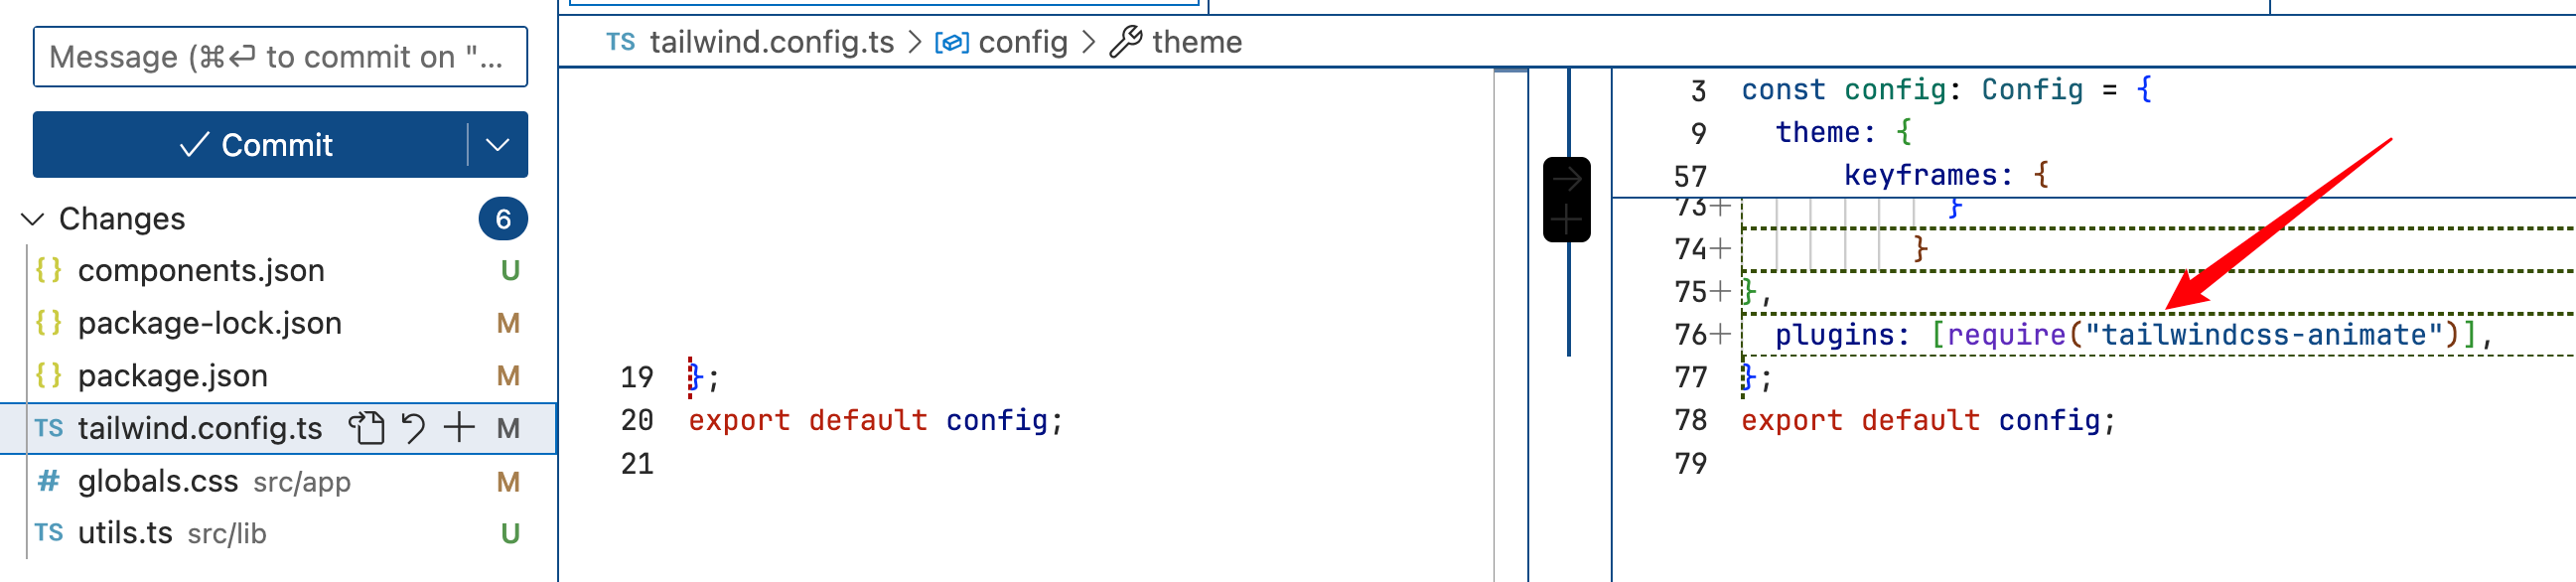 Message (⌘⏎ to commit on "...
Commit
Changes
6
{} components.json U
{} package-lock.json M
{} package.json M
TS tailwind.config.ts M
# globals.css src/app M
TS utils.ts src/lib U
TS tailwind.config.ts > config > theme
19 };
20 export default config;
21
3 const config: Config = {
9 theme: {
57 keyframes: {
73+ }
74+ }
75+ },
76+ plugins: [require("tailwindcss-animate")],
77 };
78 export default config;
79